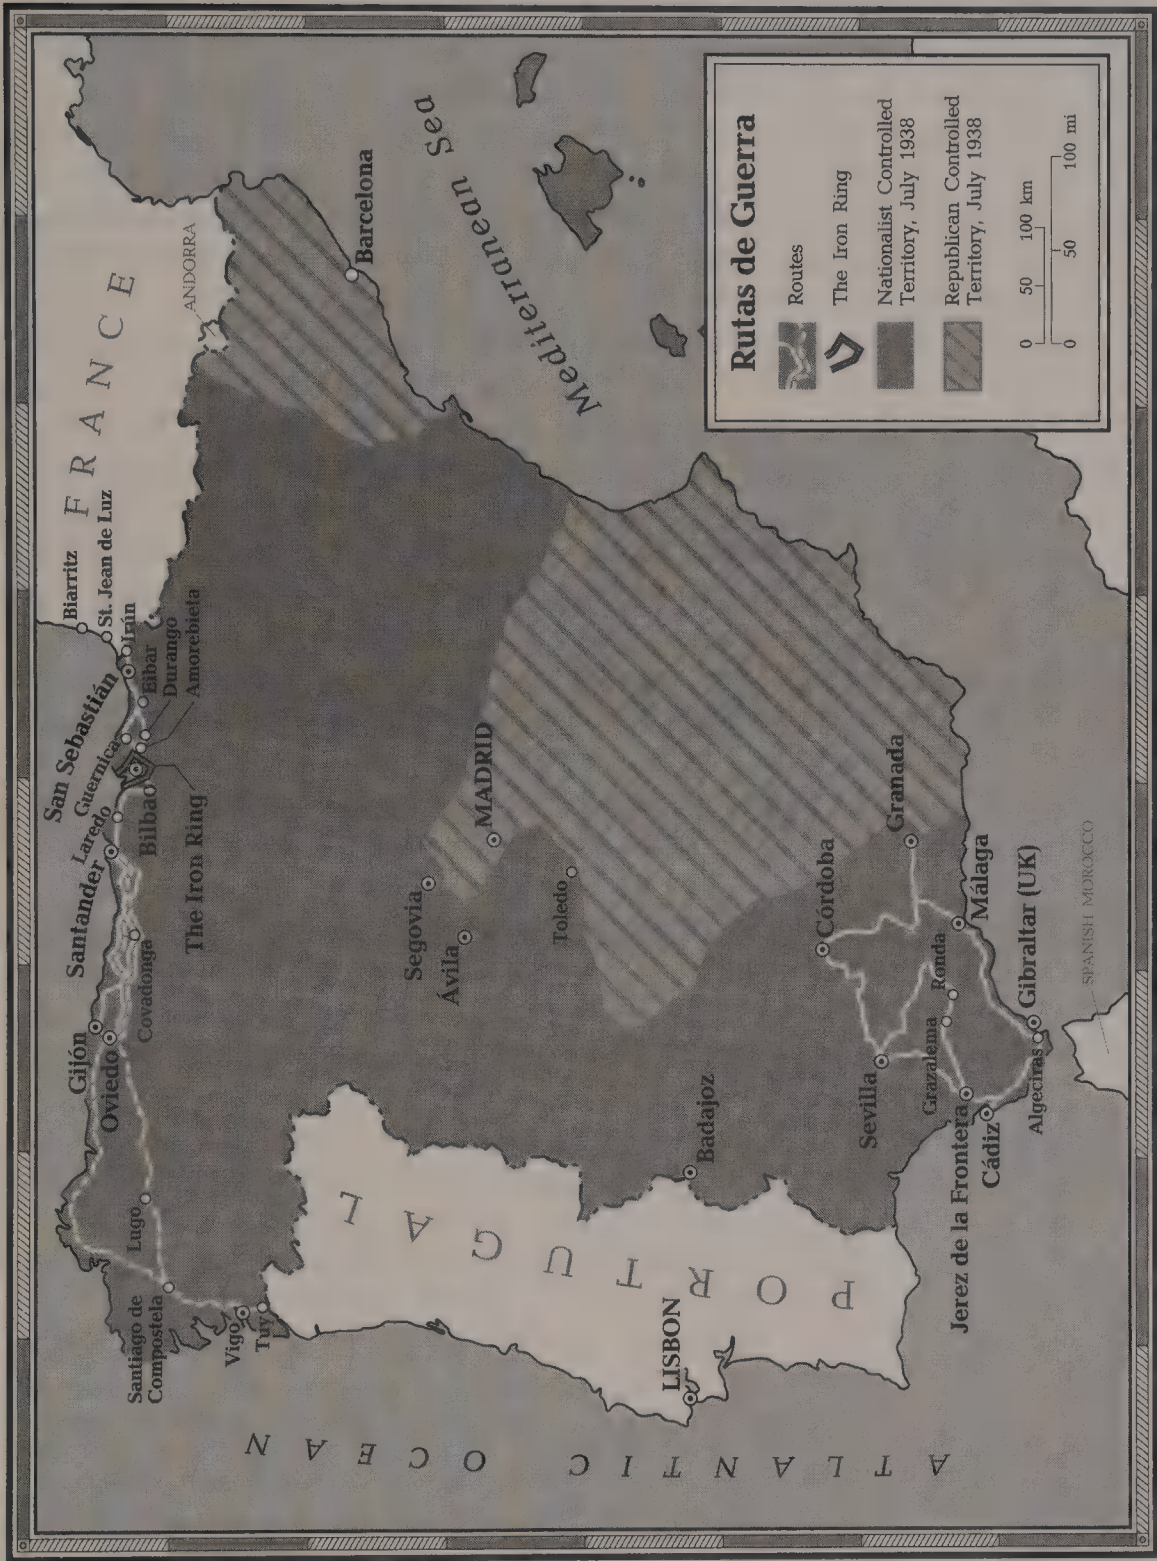 FRANCE
Biarritz
St. Jean de Luz
Irún
San Sebastián
Eibar
Durango
Amorebieta
Guernica
Laredo
Bilbao
Santander
The Iron Ring
Covadonga
Gijón
Oviedo
Lugo
Santiago de
Compostela
Vigo
Tuy
ANDORRA
Barcelona
Mediterranean Sea
Segovia
Ávila
MADRID
Toledo
PORTUGAL
LISBON
Badajoz
ATLANTIC OCEAN
Córdoba
Granada
Sevilla
Grazalema
Ronda
Málaga
Jerez de la Frontera
Cádiz
Algeciras
Gibraltar (UK)
SPANISH MOROCCO
Rutas de Guerra
Routes
The Iron Ring
Nationalist Controlled
Territory, July 1938
Republican Controlled
Territory, July 1938
0 50 100 km
0 50 100 mi